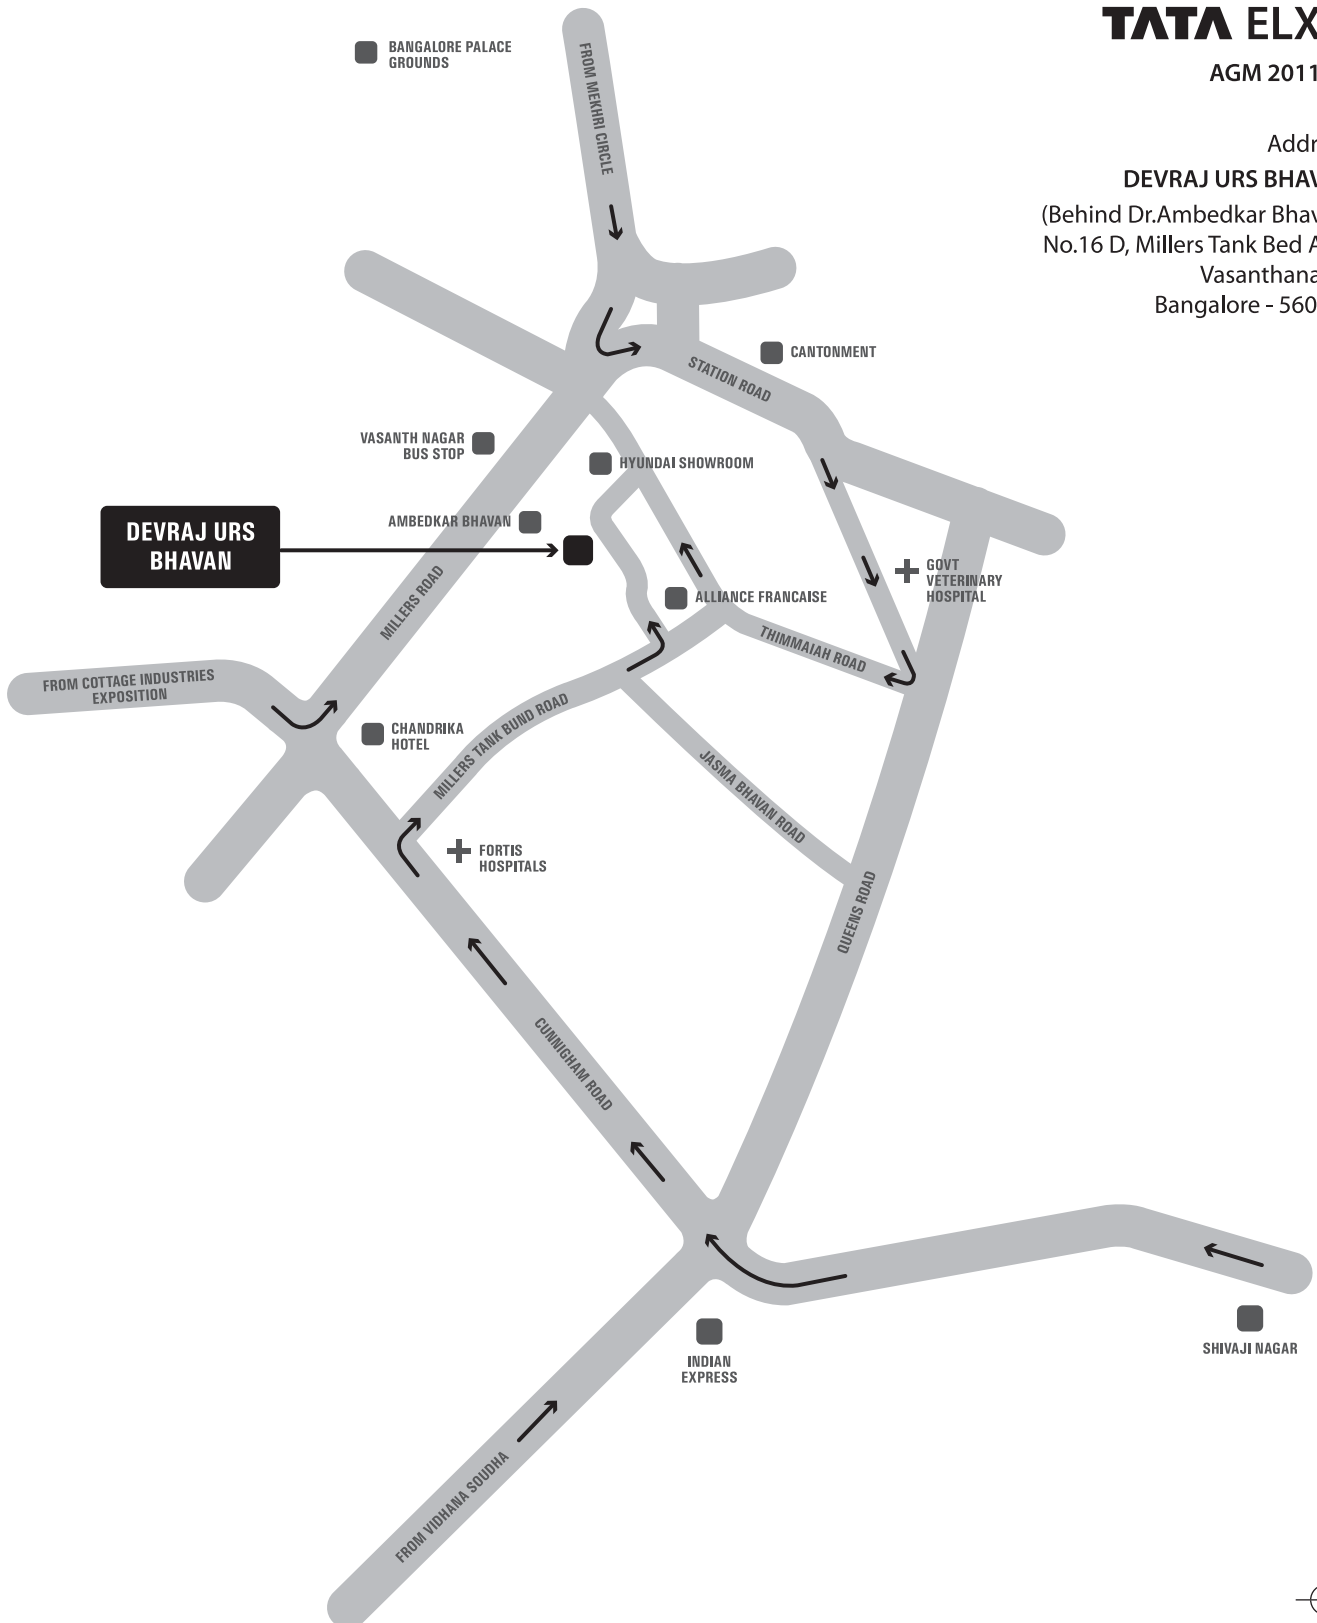 TATA ELX
AGM 2011
Addr
DEVRAJ URS BHAV
(Behind Dr.Ambedkar Bhav
No.16 D, Millers Tank Bed A
Vasanthana
Bangalore - 560
BANGALORE PALACE
GROUNDS
FROM MEKHRI CIRCLE
CANTONMENT
STATION ROAD
VASANTH NAGAR
BUS STOP
HYUNDAI SHOWROOM
AMBEDKAR BHAVAN
DEVRAJ URS
BHAVAN
MILLERS ROAD
GOVT
VETERINARY
HOSPITAL
ALLIANCE FRANCAISE
THIMMAIAH ROAD
FROM COTTAGE INDUSTRIES
EXPOSITION
CHANDRIKA
HOTEL
MILLERS TANK BUND ROAD
JASMA BHAVAN ROAD
FORTIS
HOSPITALS
QUEENS ROAD
CUNNIGHAM ROAD
INDIAN
EXPRESS
SHIVAJI NAGAR
FROM VIDHANA SOUDHA